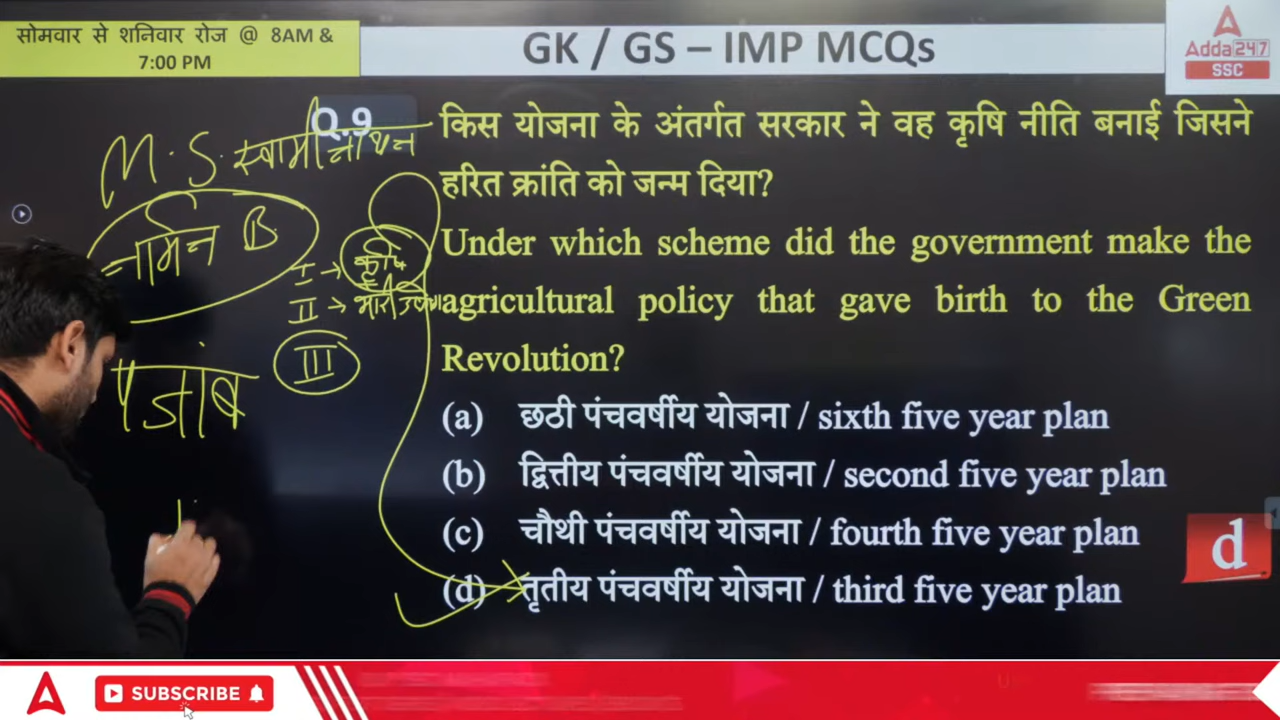 सोमवार से शनिवार रोज @ 8AM &
7:00 PM
GK / GS – IMP MCQs
Adda247
SSC
Q.9
किस योजना के अंतर्गत सरकार ने वह कृषि नीति बनाई जिसने
हरित क्रांति को जन्म दिया?
Under which scheme did the government make the
agricultural policy that gave birth to the Green
Revolution?
(a) छठी पंचवर्षीय योजना / sixth five year plan
(b) द्वित्तीय पंचवर्षीय योजना / second five year plan
(c) चौथी पंचवर्षीय योजना / fourth five year plan
(d) तृतीय पंचवर्षीय योजना / third five year plan
d
M.S. स्वामीनाथन
नार्मन B
I → कृषि
II → भारी
III
पंजाब
SUBSCRIBE